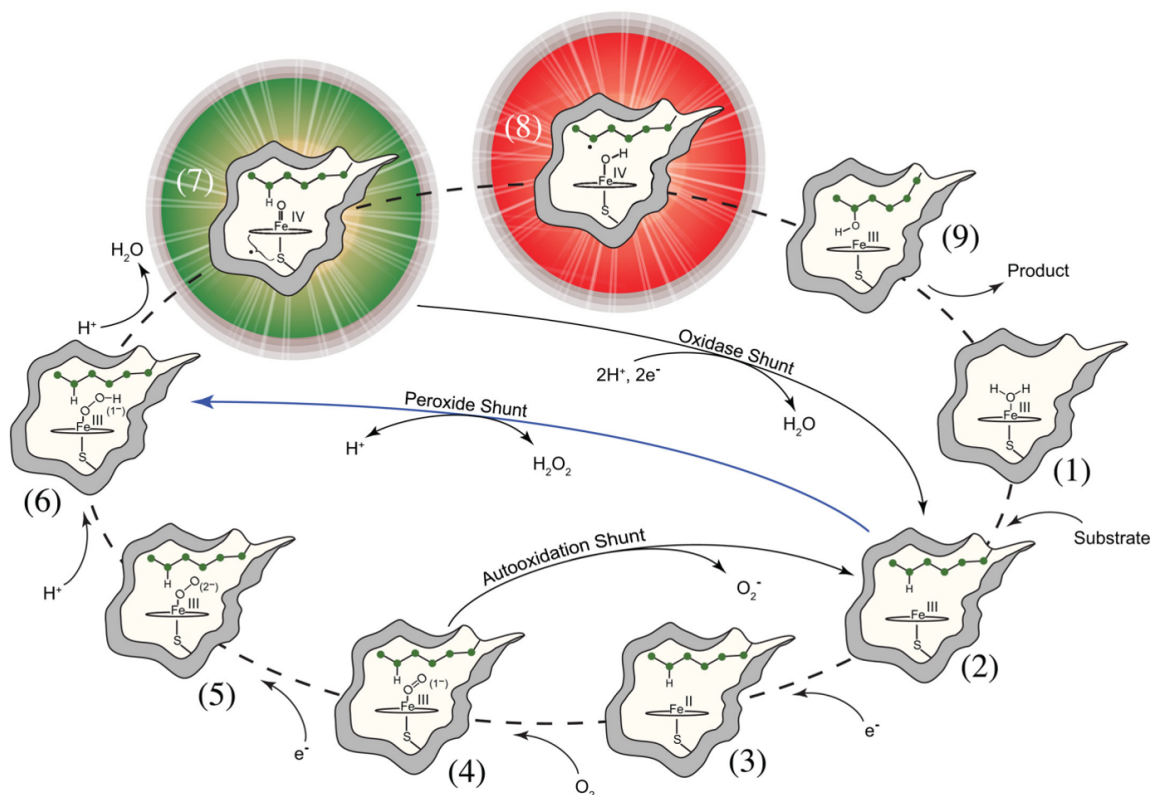 (7)
H
O
Fe
IV
S
(8)
O
H
Fe
IV
S
H
O
Fe
III
S
(9)
Product
H₂O
H⁺
Oxidase Shunt
2H⁺, 2e⁻
H₂O
H
O
O
H
(1−)
III
Fe
S
(6)
Peroxide Shunt
H⁺
H₂O₂
H
H
O
III
Fe
S
(1)
Substrate
H⁺
H
O
O
(2−)
III
Fe
S
(5)
Autooxidation Shunt
O₂⁻
H
III
Fe
S
(2)
e⁻
H
O
O
(1−)
III
Fe
S
(4)
O₂
H
II
Fe
S
(3)
e⁻